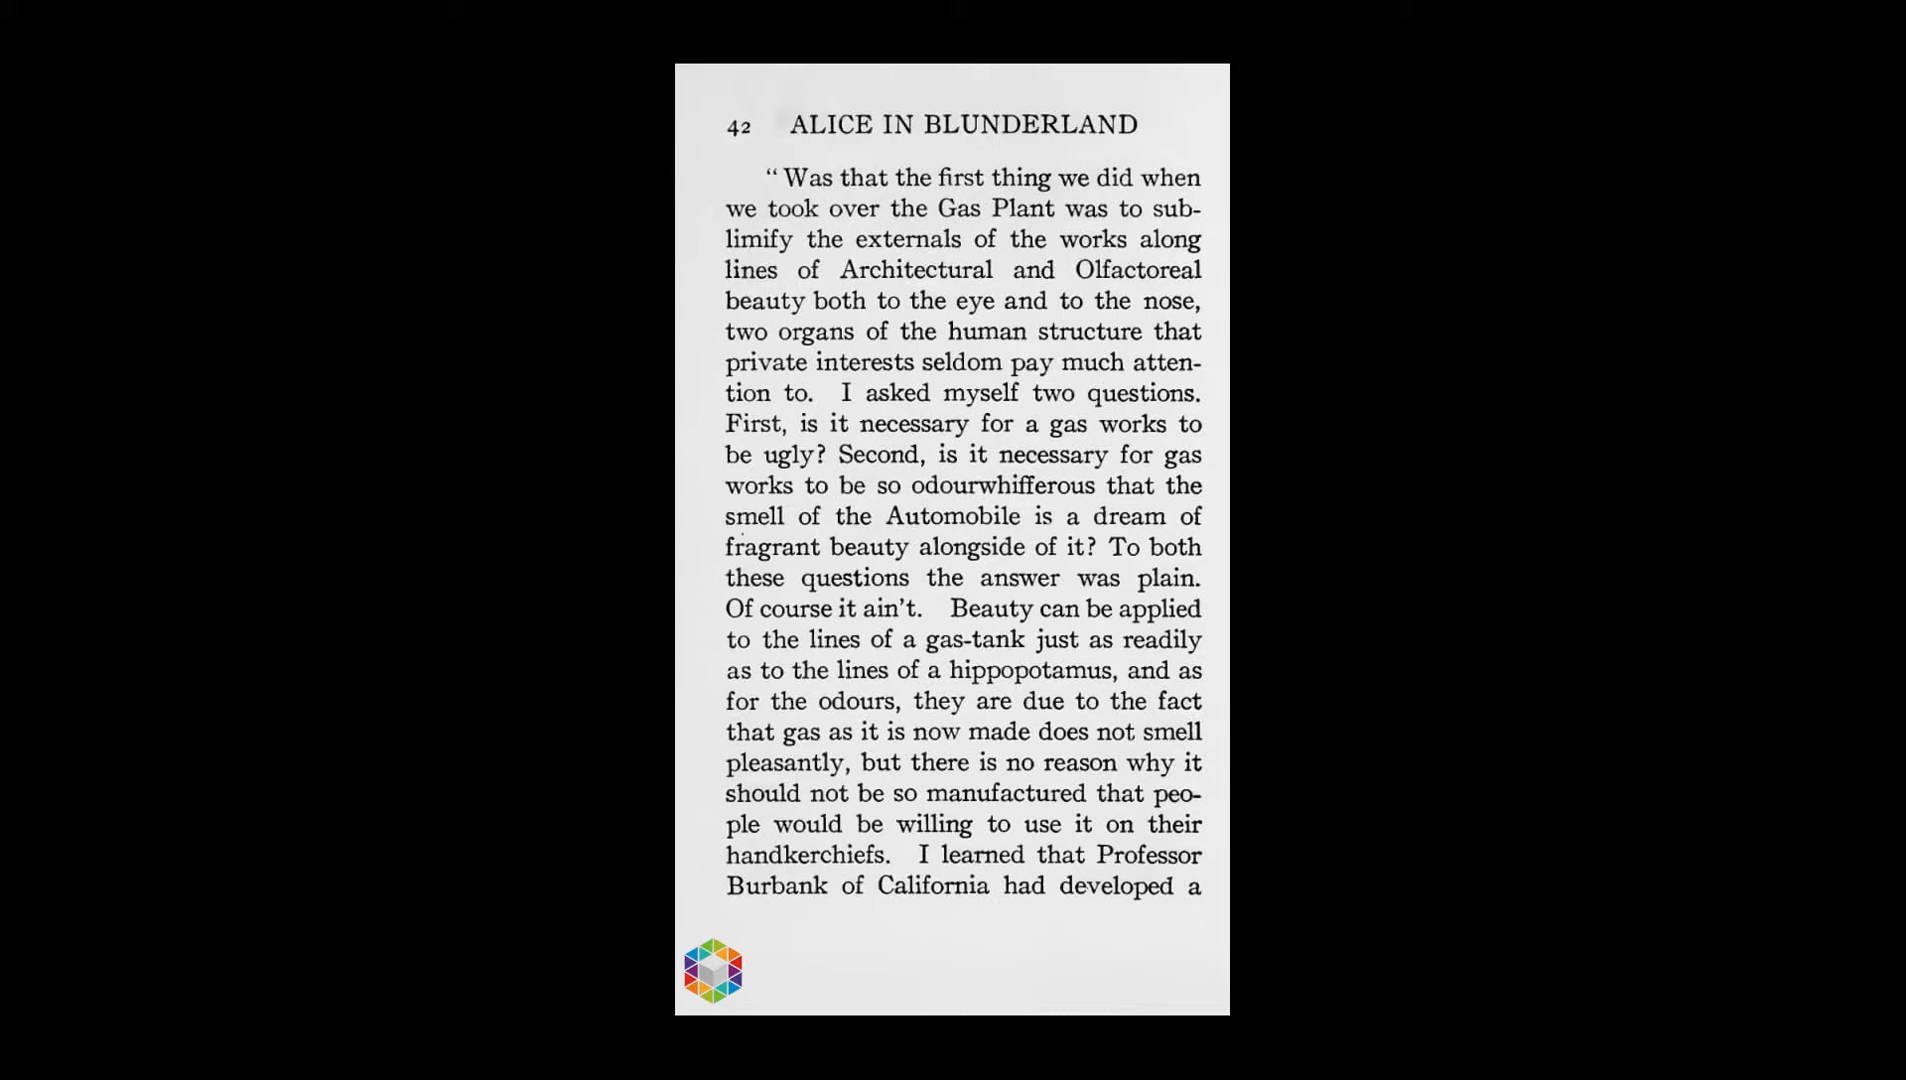 42 ALICE IN BLUNDERLAND
“ Was that the first thing we did when
we took over the Gas Plant was to sub-
limify the externals of the works along
lines of Architectural and Olfactoreal
beauty both to the eye and to the nose,
two organs of the human structure that
private interests seldom pay much atten-
tion to. I asked myself two questions.
First, is it necessary for a gas works to
be ugly? Second, is it necessary for gas
works to be so odourwhifferous that the
smell of the Automobile is a dream of
fragrant beauty alongside of it? To both
these questions the answer was plain.
Of course it ain't. Beauty can be applied
to the lines of a gas-tank just as readily
as to the lines of a hippopotamus, and as
for the odours, they are due to the fact
that gas as it is now made does not smell
pleasantly, but there is no reason why it
should not be so manufactured that peo-
ple would be willing to use it on their
handkerchiefs. I learned that Professor
Burbank of California had developed a